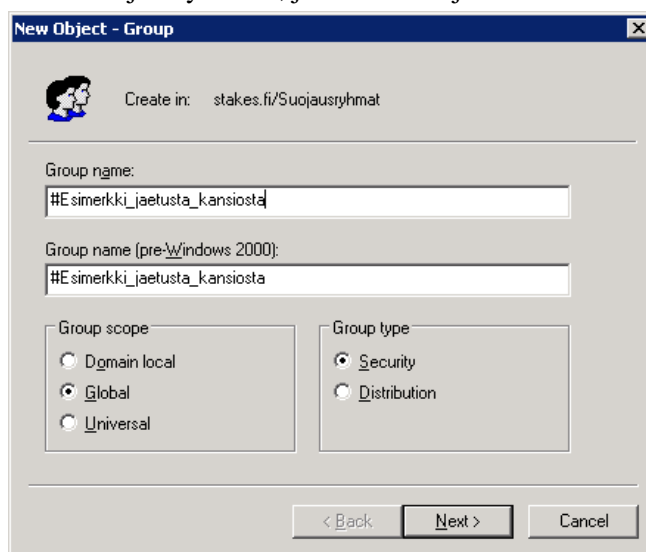 New Object - Group
Create in: stakes.fi/Suojausryhmat
Group name:
#Esimerkki_jaetusta_kansiosta
Group name (pre-Windows 2000):
#Esimerkki_jaetusta_kansiosta
Group scope
Domain local
Global
Universal
Group type
Security
Distribution
< Back
Next >
Cancel